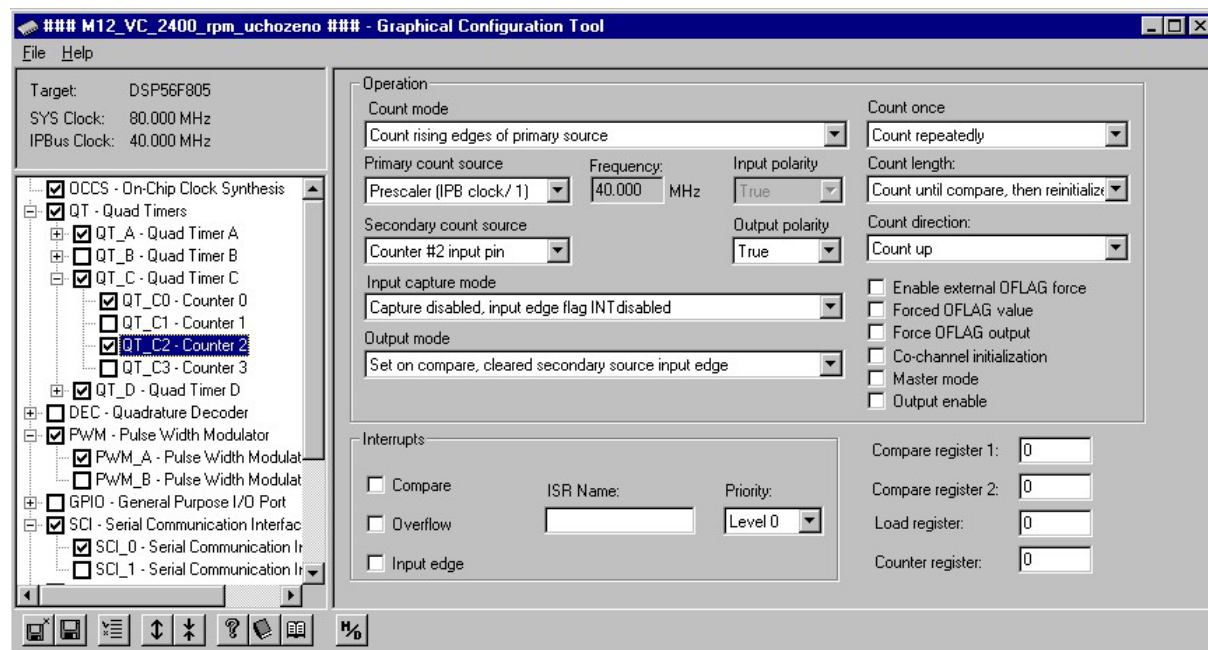 ### M12_VC_2400_rpm_uchozeno ### - Graphical Configuration Tool
File Help
Target: DSP56F805
SYS Clock: 80.000 MHz
IPBus Clock: 40.000 MHz
OCCS - On-Chip Clock Synthesis
QT - Quad Timers
QT_A - Quad Timer A
QT_B - Quad Timer B
QT_C - Quad Timer C
QT_C0 - Counter 0
QT_C1 - Counter 1
QT_C2 - Counter 2
QT_C3 - Counter 3
QT_D - Quad Timer D
DEC - Quadrature Decoder
PWM - Pulse Width Modulator
PWM_A - Pulse Width Modulat
PWM_B - Pulse Width Modulat
GPIO - General Purpose I/O Port
SCI - Serial Communication Interfac
SCI_0 - Serial Communication Ir
SCI_1 - Serial Communication Ir
Operation
Count mode
Count rising edges of primary source
Primary count source Frequency: Input polarity
Prescaler (IPB clock/ 1) 40.000 MHz True
Secondary count source Output polarity
Counter #2 input pin True
Input capture mode
Capture disabled, input edge flag INTdisabled
Output mode
Set on compare, cleared secondary source input edge
Count once
Count repeatedly
Count length:
Count until compare, then reinitialize
Count direction:
Count up
Enable external OFLAG force
Forced OFLAG value
Force OFLAG output
Co-channel initialization
Master mode
Output enable
Interrupts
Compare ISR Name: Priority:
Overflow Level 0
Input edge
Compare register 1: 0
Compare register 2: 0
Load register: 0
Counter register: 0
H/D